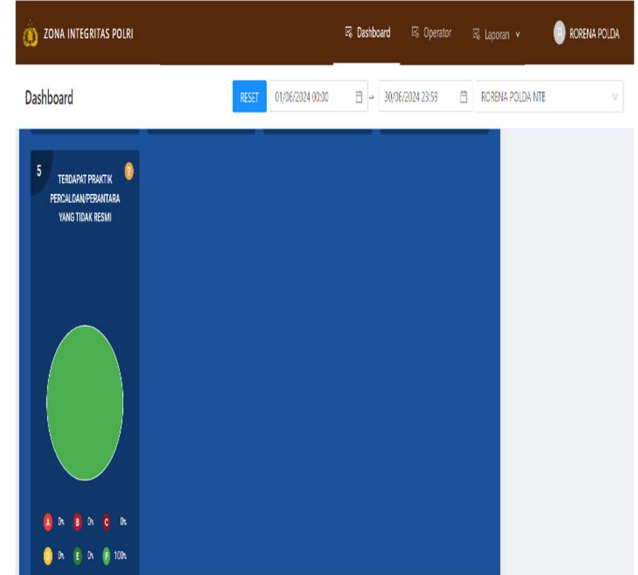 ZONA INTEGRITAS POLRI
Dashboard
Operator
Laporan
R
RORENA POLDA
Dashboard
RESET
01/06/2024 00:00
30/06/2024 23:59
RORENA POLDA NTB
5
?
TERDAPAT PRAKTIK
PERCALOAN/PERANTARA
YANG TIDAK RESMI
A 0% B 0% C 0%
D 0% E 0% F 100%